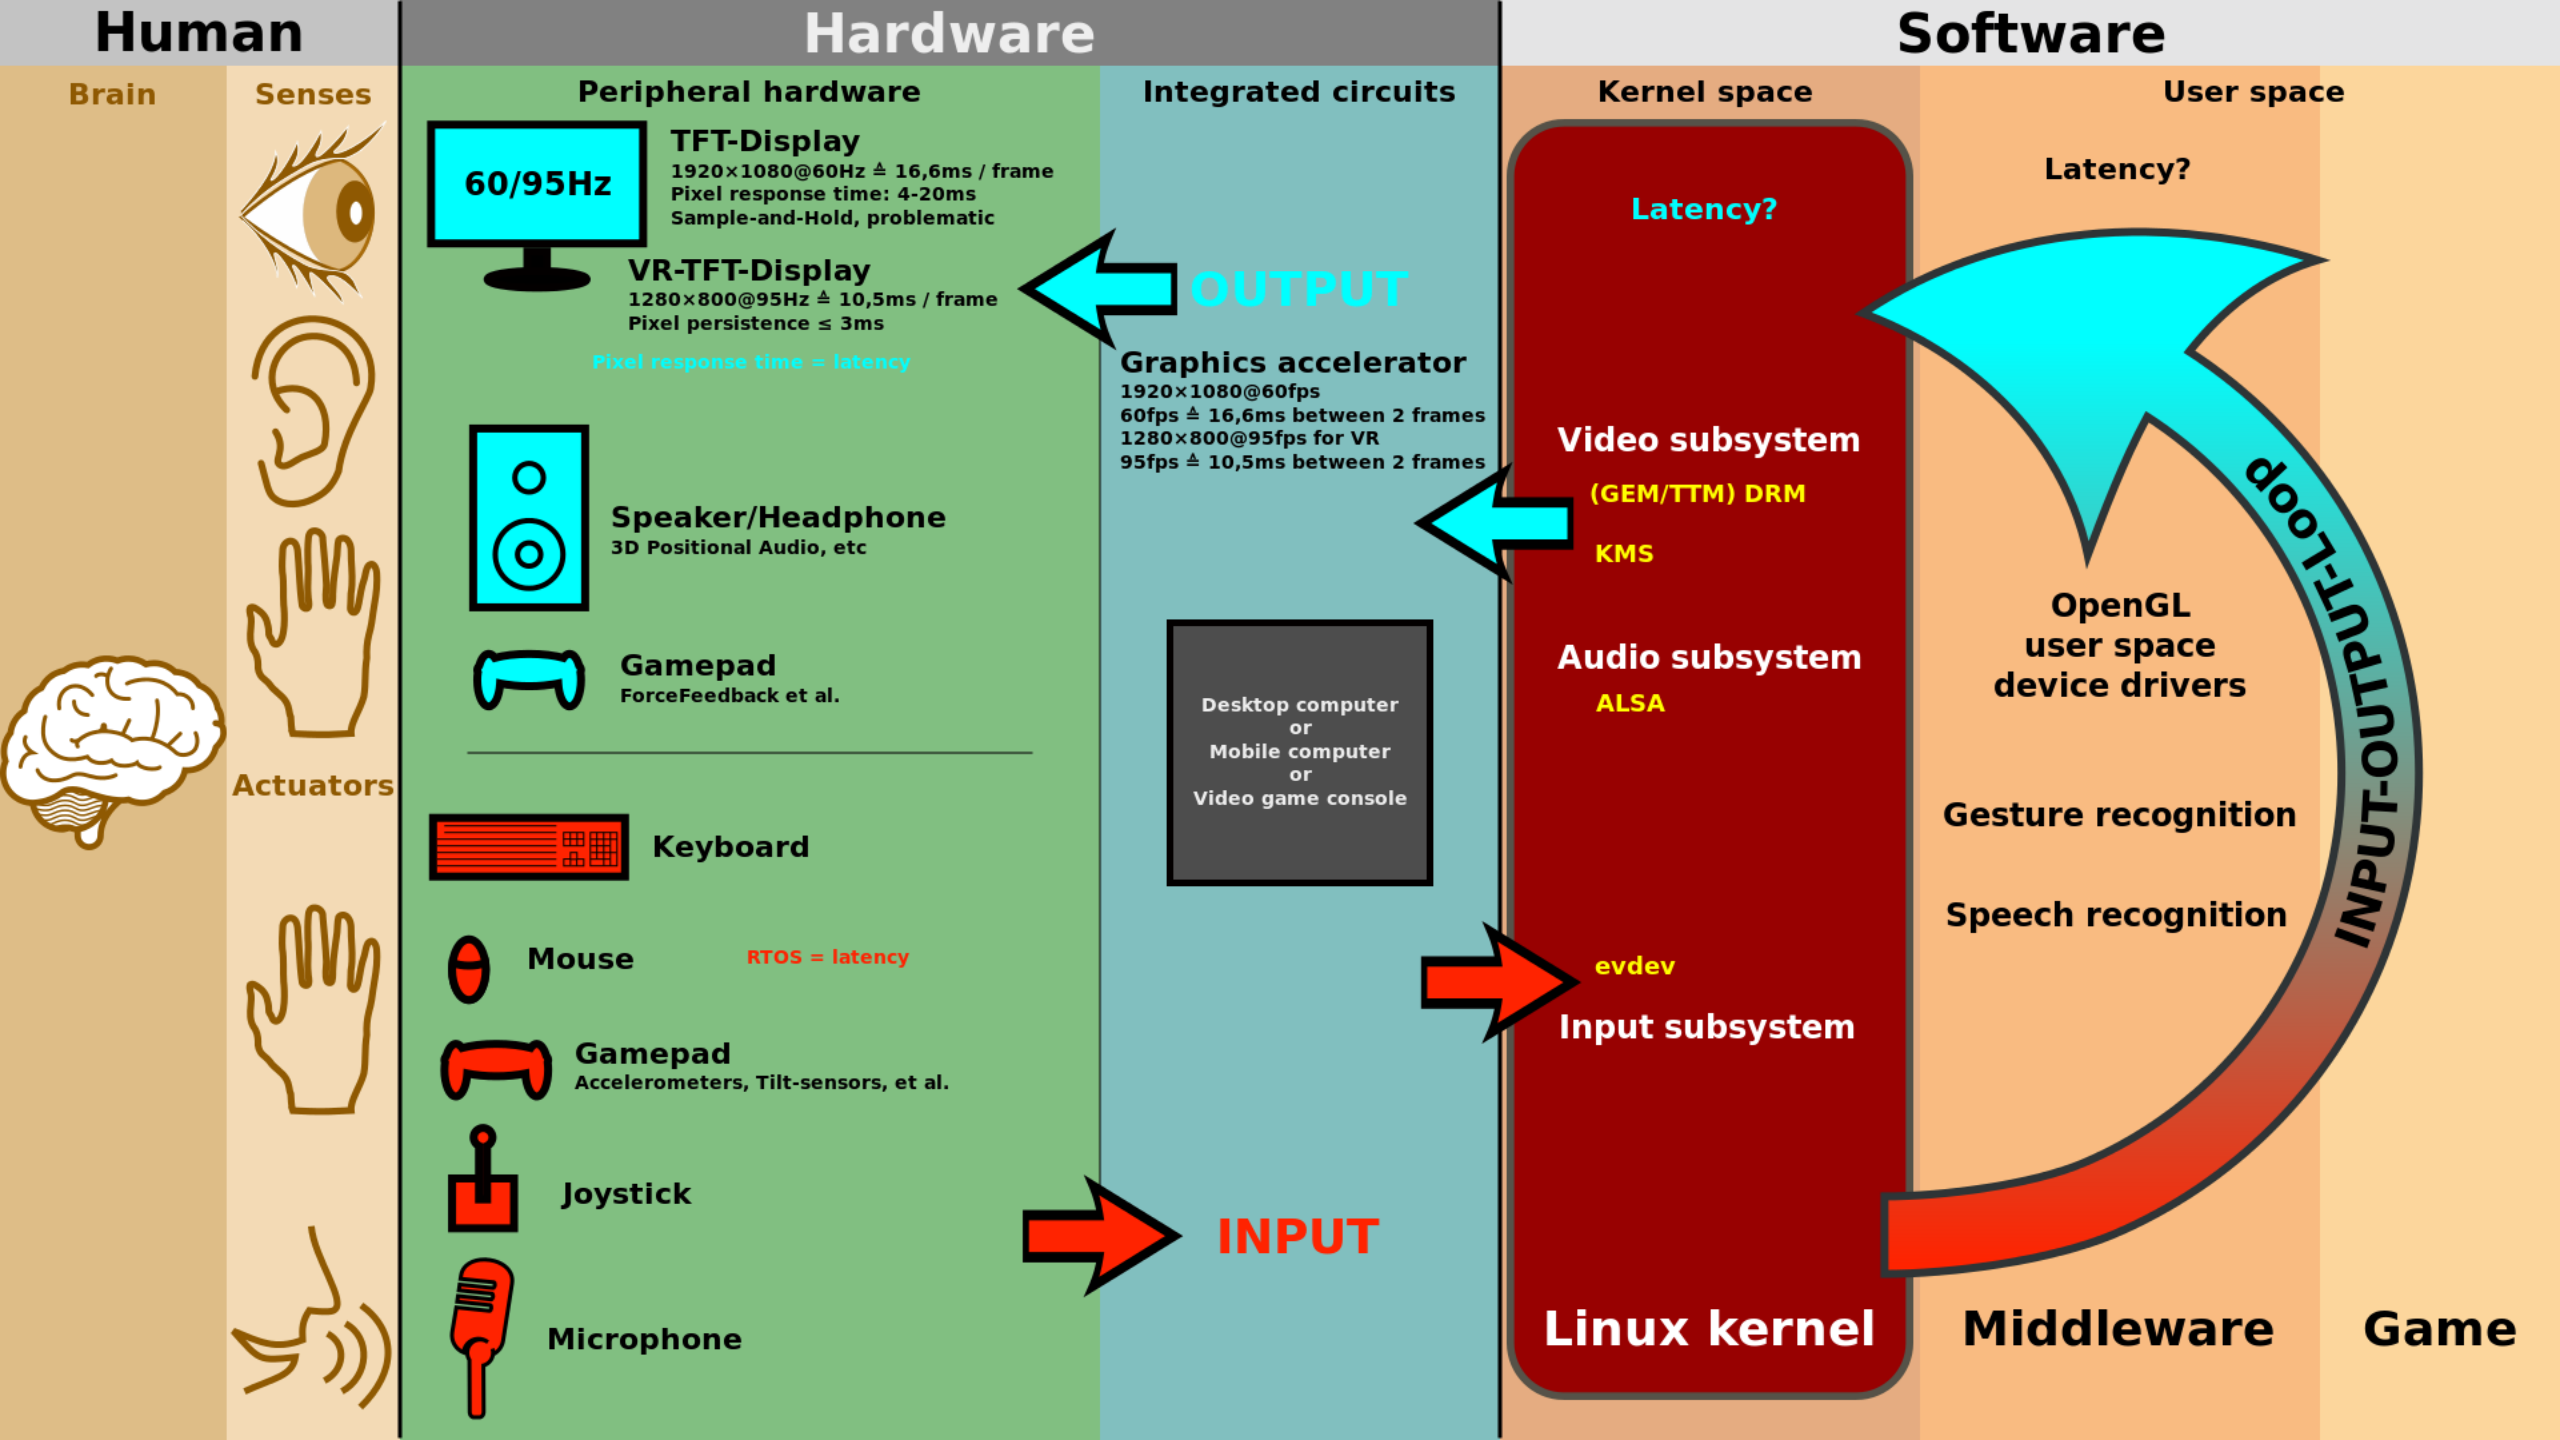 Human
Hardware
Software
Brain
Senses
Peripheral hardware
Integrated circuits
Kernel space
User space
60/95Hz
TFT-Display
1920×1080@60Hz ≙ 16,6ms / frame
Pixel response time: 4-20ms
Sample-and-Hold, problematic
VR-TFT-Display
1280×800@95Hz ≙ 10,5ms / frame
Pixel persistence ≤ 3ms
Pixel response time = latency
Speaker/Headphone
3D Positional Audio, etc
Gamepad
ForceFeedback et al.
Actuators
Keyboard
Mouse
RTOS = latency
Gamepad
Accelerometers, Tilt-sensors, et al.
Joystick
Microphone
OUTPUT
Graphics accelerator
1920×1080@60fps
60fps ≙ 16,6ms between 2 frames
1280×800@95fps for VR
95fps ≙ 10,5ms between 2 frames
Desktop computer
or
Mobile computer
or
Video game console
INPUT
Latency?
Video subsystem
(GEM/TTM) DRM
KMS
Audio subsystem
ALSA
evdev
Input subsystem
Linux kernel
Latency?
OpenGL
user space
device drivers
Gesture recognition
Speech recognition
INPUT-OUTPUT-Loop
Middleware
Game